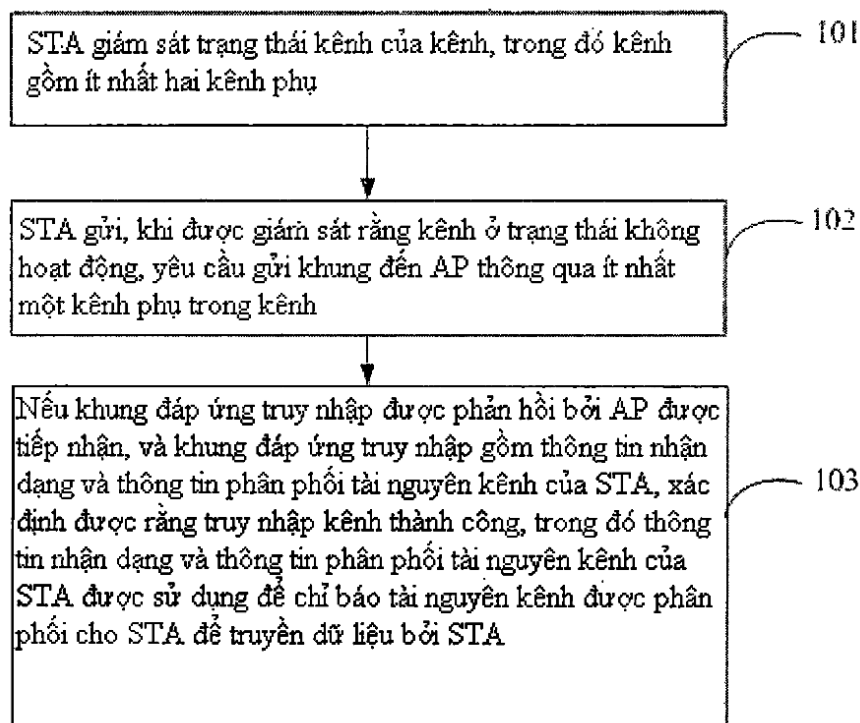 STA giám sát trạng thái kênh của kênh, trong đó kênh
gồm ít nhất hai kênh phụ
101
STA gửi, khi được giám sát rằng kênh ở trạng thái không
hoạt động, yêu cầu gửi khung đến AP thông qua ít nhất
một kênh phụ trong kênh
102
Nếu khung đáp ứng truy nhập được phản hồi bởi AP được
tiếp nhận, và khung đáp ứng truy nhập gồm thông tin nhận
dạng và thông tin phân phối tài nguyên kênh của STA, xác
định được rằng truy nhập kênh thành công, trong đó thông
tin nhận dạng và thông tin phân phối tài nguyên kênh của
STA được sử dụng để chỉ báo tài nguyên kênh được phân
phối cho STA để truyền dữ liệu bởi STA
103